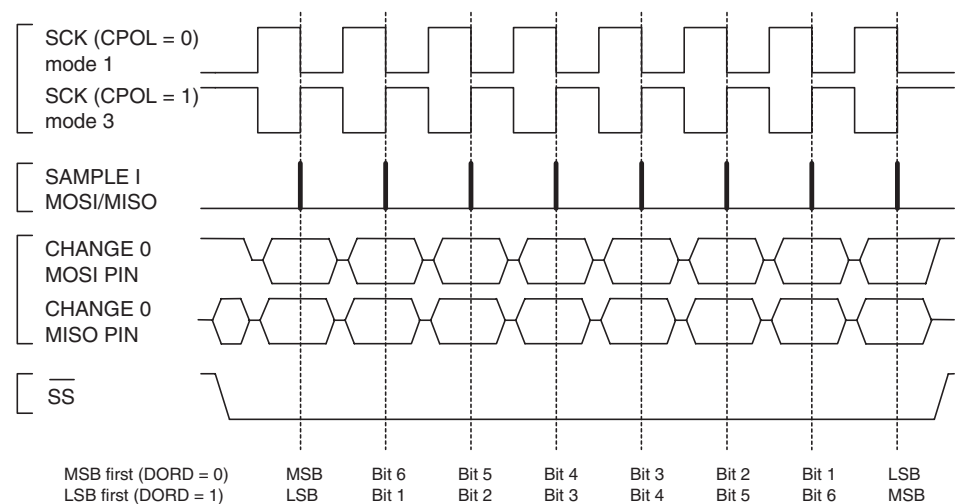 SCK (CPOL = 0)
mode 1
SCK (CPOL = 1)
mode 3
SAMPLE I
MOSI/MISO
CHANGE 0
MOSI PIN
CHANGE 0
MISO PIN
SS
MSB first (DORD = 0) MSB Bit 6 Bit 5 Bit 4 Bit 3 Bit 2 Bit 1 LSB
LSB first (DORD = 1) LSB Bit 1 Bit 2 Bit 3 Bit 4 Bit 5 Bit 6 MSB